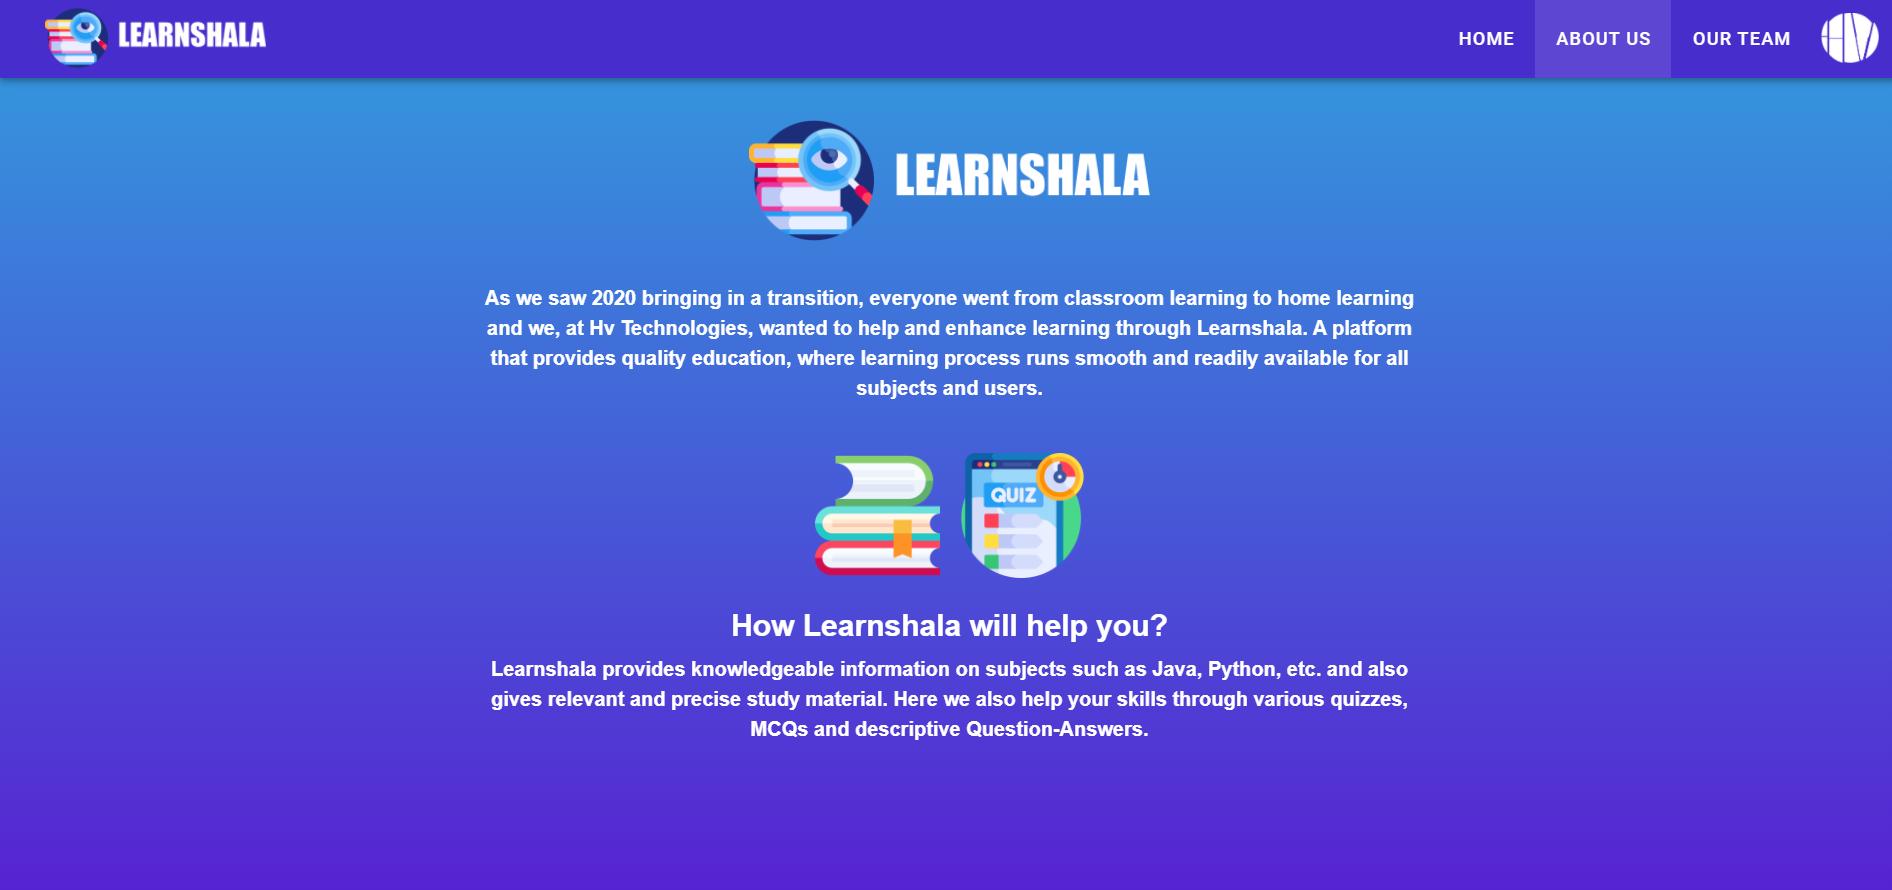 LEARNSHALA
HOME
ABOUT US
OUR TEAM
HV
LEARNSHALA
As we saw 2020 bringing in a transition, everyone went from classroom learning to home learning
and we, at Hv Technologies, wanted to help and enhance learning through Learnshala. A platform
that provides quality education, where learning process runs smooth and readily available for all
subjects and users.
QUIZ
How Learnshala will help you?
Learnshala provides knowledgeable information on subjects such as Java, Python, etc. and also
gives relevant and precise study material. Here we also help your skills through various quizzes,
MCQs and descriptive Question-Answers.